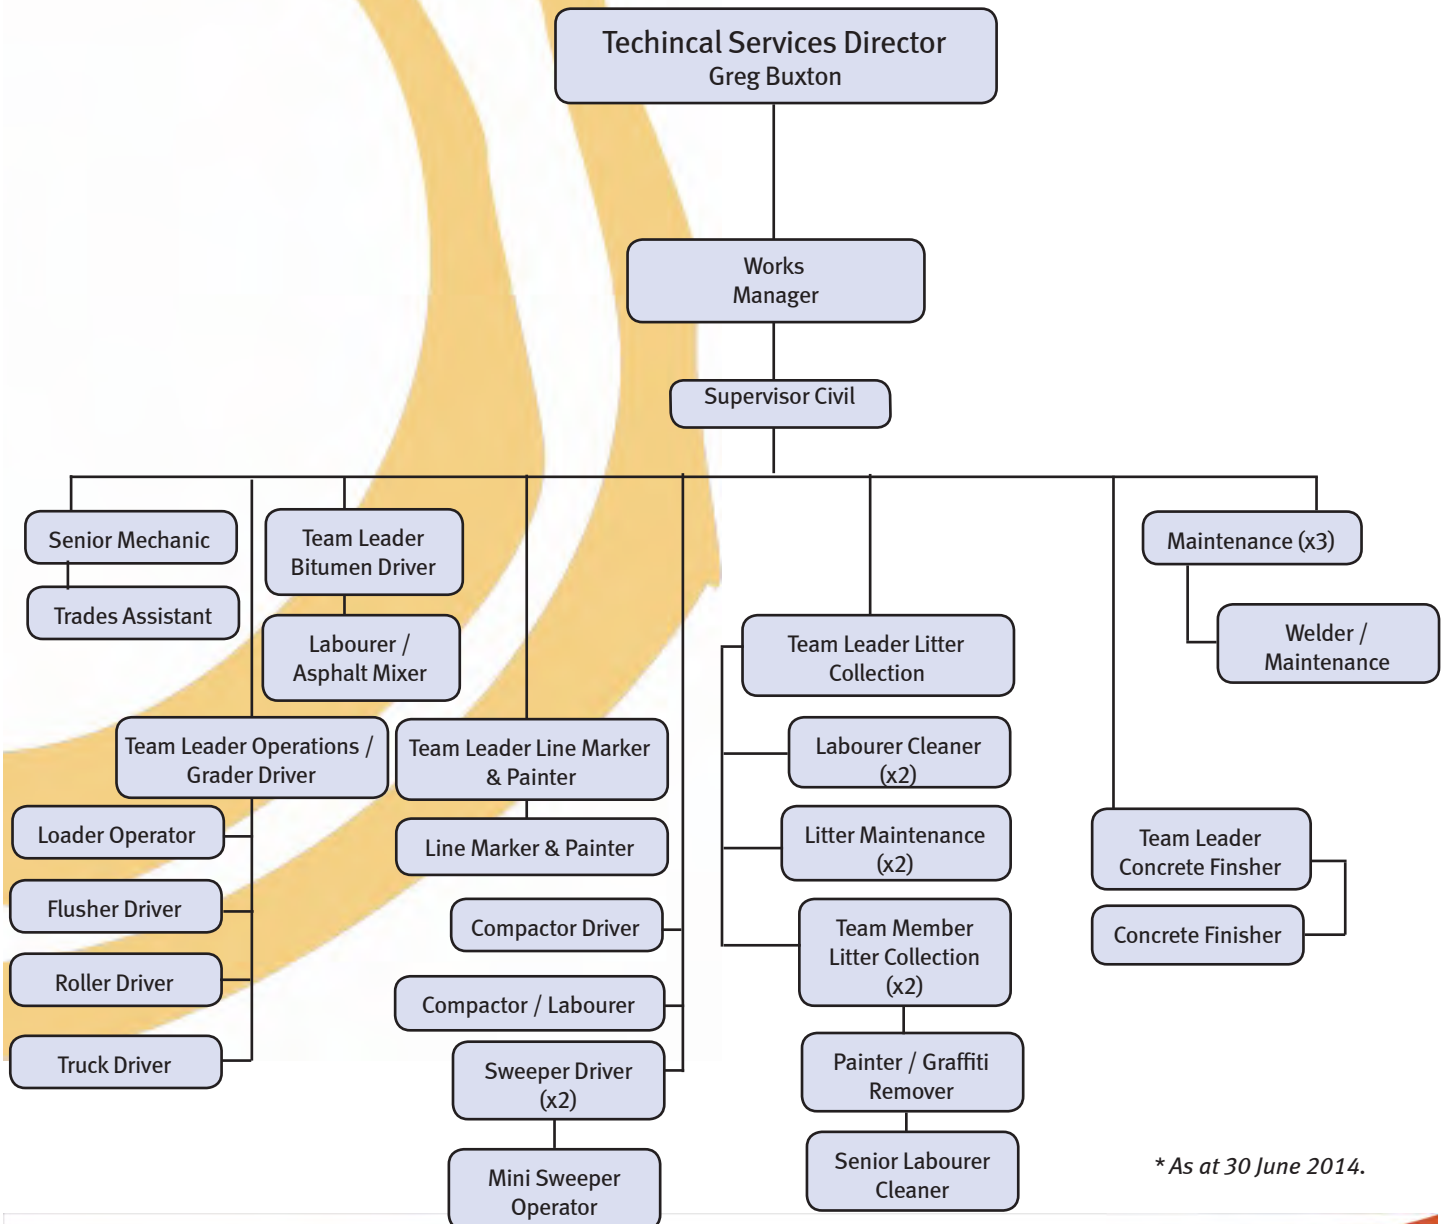 Techincal Services Director
Greg Buxton
Works
Manager
Supervisor Civil
Senior Mechanic
Trades Assistant
Team Leader
Bitumen Driver
Labourer /
Asphalt Mixer
Team Leader Operations /
Grader Driver
Loader Operator
Flusher Driver
Roller Driver
Truck Driver
Team Leader Line Marker
& Painter
Line Marker & Painter
Compactor Driver
Compactor / Labourer
Sweeper Driver
(x2)
Mini Sweeper
Operator
Team Leader Litter
Collection
Labourer Cleaner
(x2)
Litter Maintenance
(x2)
Team Member
Litter Collection
(x2)
Painter / Graffiti
Remover
Senior Labourer
Cleaner
Team Leader
Concrete Finsher
Concrete Finisher
Maintenance (x3)
Welder /
Maintenance
* As at 30 June 2014.